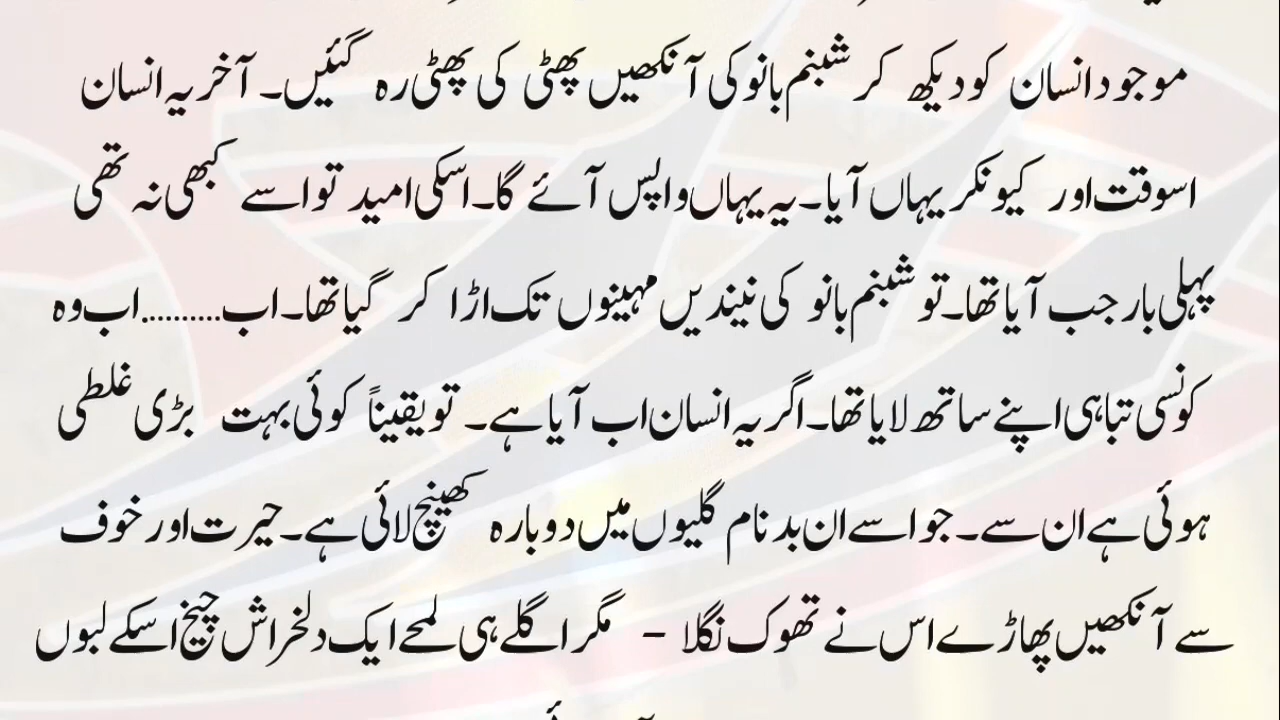 موجود انسان کو دیکھ کر شبنم بانو کی آنکھیں پھٹی کی پھٹی رہ گئیں۔ آخر یہ انسان
اسوقت اور کیونکر یہاں آیا۔ یہ یہاں واپس آئے گا۔ اسکی امید تو اسے کبھی نہ تھی
پہلی بار جب آیا تھا۔ تو شبنم بانو کی نیندیں مہینوں تک اڑا کر گیا تھا۔ اب.......... اب وہ
کونسی تباہی اپنے ساتھ لایا تھا۔ اگر یہ انسان اب آیا ہے۔ تو یقیناً کوئی بہت بڑی غلطی
ہوئی ہے ان سے۔ جو اسے ان بدنام گلیوں میں دوبارہ کھینچ لائی ہے۔ حیرت اور خوف
سے آنکھیں پھاڑے اس نے تھوک نگلا – مگر اگلے ہی لمحے ایک دلخراش چیخ اسکے لبوں